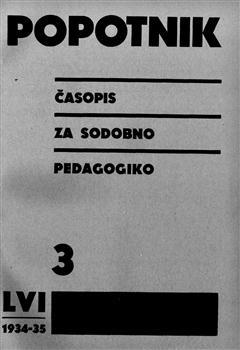 POPOTNIK
ČASOPIS
ZA SODOBNO
PEDAGOGIKO
3
LVI
1934-35